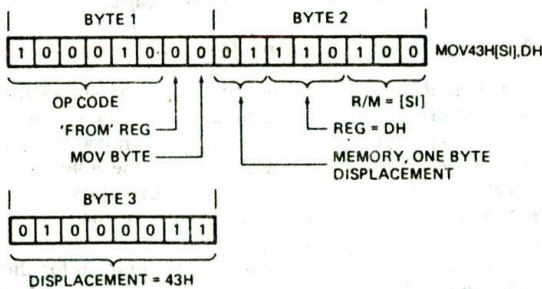 BYTE 1 BYTE 2
1 0 0 0 1 0 0 0 0 1 1 1 0 1 0 0 MOV43H[SI],DH
OP CODE R/M = [SI]
'FROM' REG REG = DH
MOV BYTE MEMORY, ONE BYTE
DISPLACEMENT
BYTE 3
0 1 0 0 0 0 1 1
DISPLACEMENT = 43H